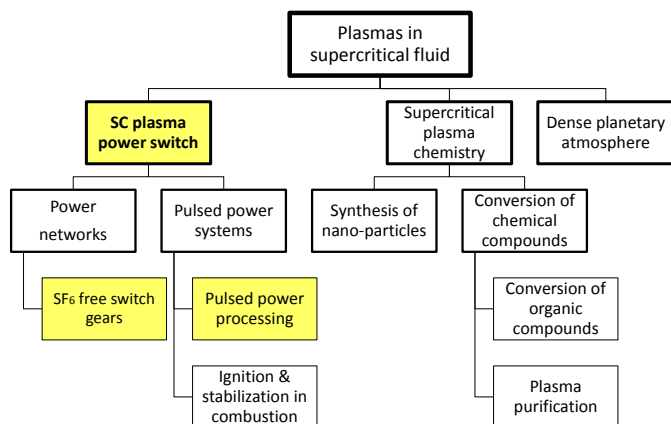 Plasmas in
supercritical fluid
SC plasma
power switch
Supercritical
plasma
chemistry
Dense planetary
atmosphere
Power
networks
Pulsed power
systems
Synthesis of
nano-particles
Conversion of
chemical
compounds
SF₆ free switch
gears
Pulsed power
processing
Conversion of
organic
compounds
Ignition &
stabilization in
combustion
Plasma
purification